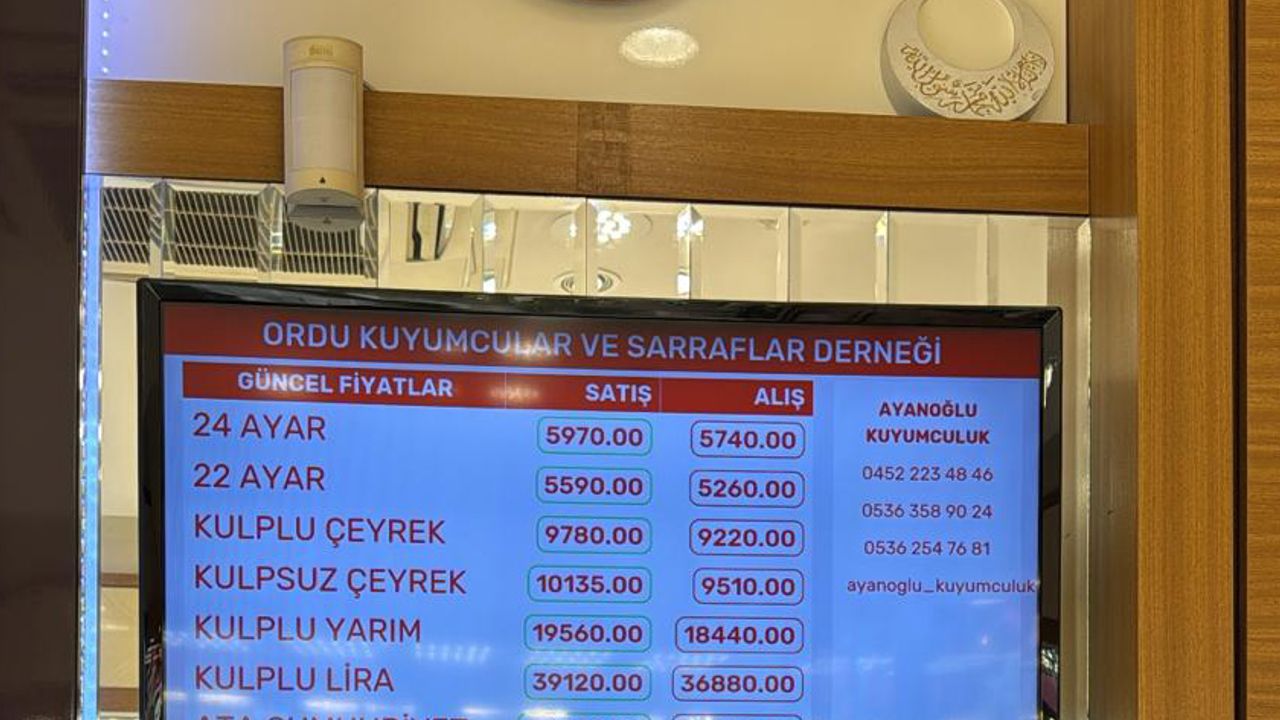 ORDU KUYUMCULAR VE SARRAFLAR DERNEĞİ
GÜNCEL FİYATLAR SATIŞ ALIŞ
24 AYAR 5970.00 5740.00
22 AYAR 5590.00 5260.00
KULPLU ÇEYREK 9780.00 9220.00
KULPSUZ ÇEYREK 10135.00 9510.00
KULPLU YARIM 19560.00 18440.00
KULPLU LİRA 39120.00 36880.00
AYANOĞLU
KUYUMCULUK
0452 223 48 46
0536 358 90 24
0536 254 76 81
ayanoglu_kuyumculuk